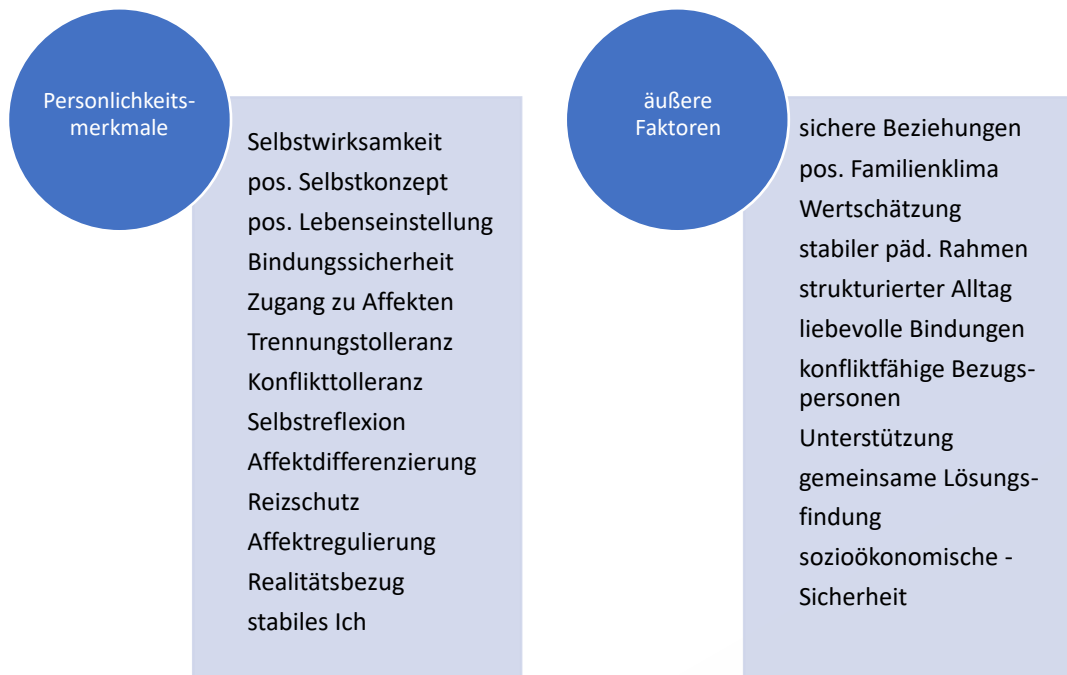 Personlichkeits-
merkmale
Selbstwirksamkeit
pos. Selbstkonzept
pos. Lebenseinstellung
Bindungssicherheit
Zugang zu Affekten
Trennungstolleranz
Konflikttolleranz
Selbstreflexion
Affektdifferenzierung
Reizschutz
Affektregulierung
Realitätsbezug
stabiles Ich
äußere
Faktoren
sichere Beziehungen
pos. Familienklima
Wertschätzung
stabiler päd. Rahmen
strukturierter Alltag
liebevolle Bindungen
konfliktfähige Bezugs-
personen
Unterstützung
gemeinsame Lösungs-
findung
sozioökonomische -
Sicherheit